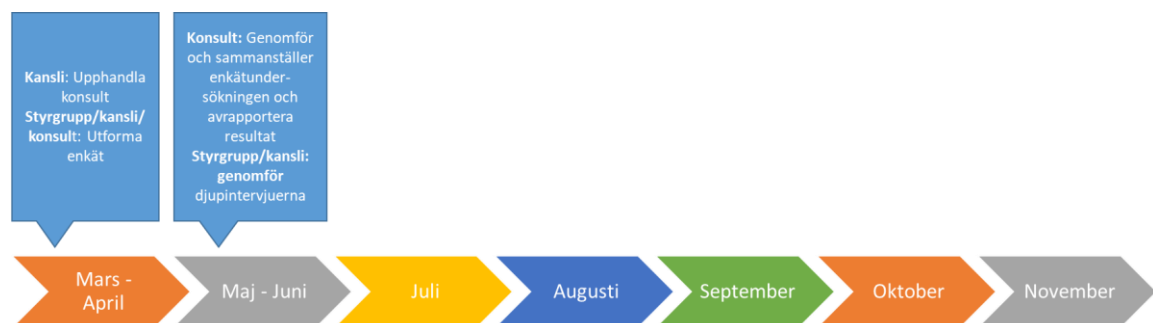 Kansli: Upphandla
konsult
Styrgrupp/kansli/
konsult: Utforma
enkät
Konsult: Genomför
och sammanställer
enkätunder-
sökningen och
avrapportera
resultat
Styrgrupp/kansli:
genomför
djupintervjuerna
Mars -
April
Maj - Juni
Juli
Augusti
September
Oktober
November